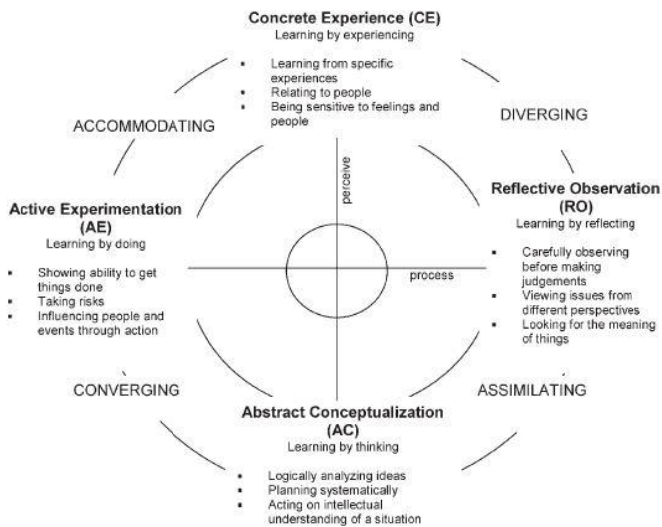 Concrete Experience (CE)
Learning by experiencing
▪ Learning from specific
experiences
▪ Relating to people
▪ Being sensitive to feelings and
people
ACCOMMODATING
DIVERGING
perceive
Active Experimentation
(AE)
Learning by doing
▪ Showing ability to get
things done
▪ Taking risks
▪ Influencing people and
events through action
process
Reflective Observation
(RO)
Learning by reflecting
▪ Carefully observing
before making
judgements
▪ Viewing issues from
different perspectives
▪ Looking for the meaning
of things
CONVERGING
ASSIMILATING
Abstract Conceptualization
(AC)
Learning by thinking
▪ Logically analyzing ideas
▪ Planning systematically
▪ Acting on intellectual
understanding of a situation